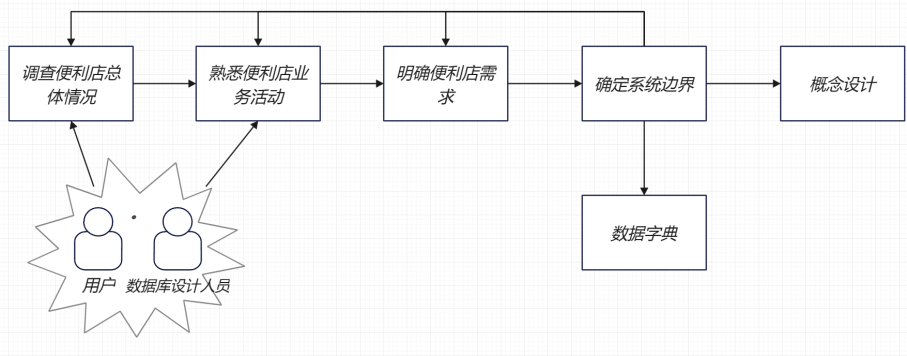 调查便利店总
体情况
熟悉便利店业
务活动
明确便利店需
求
确定系统边界
概念设计
数据字典
用户
数据库设计人员